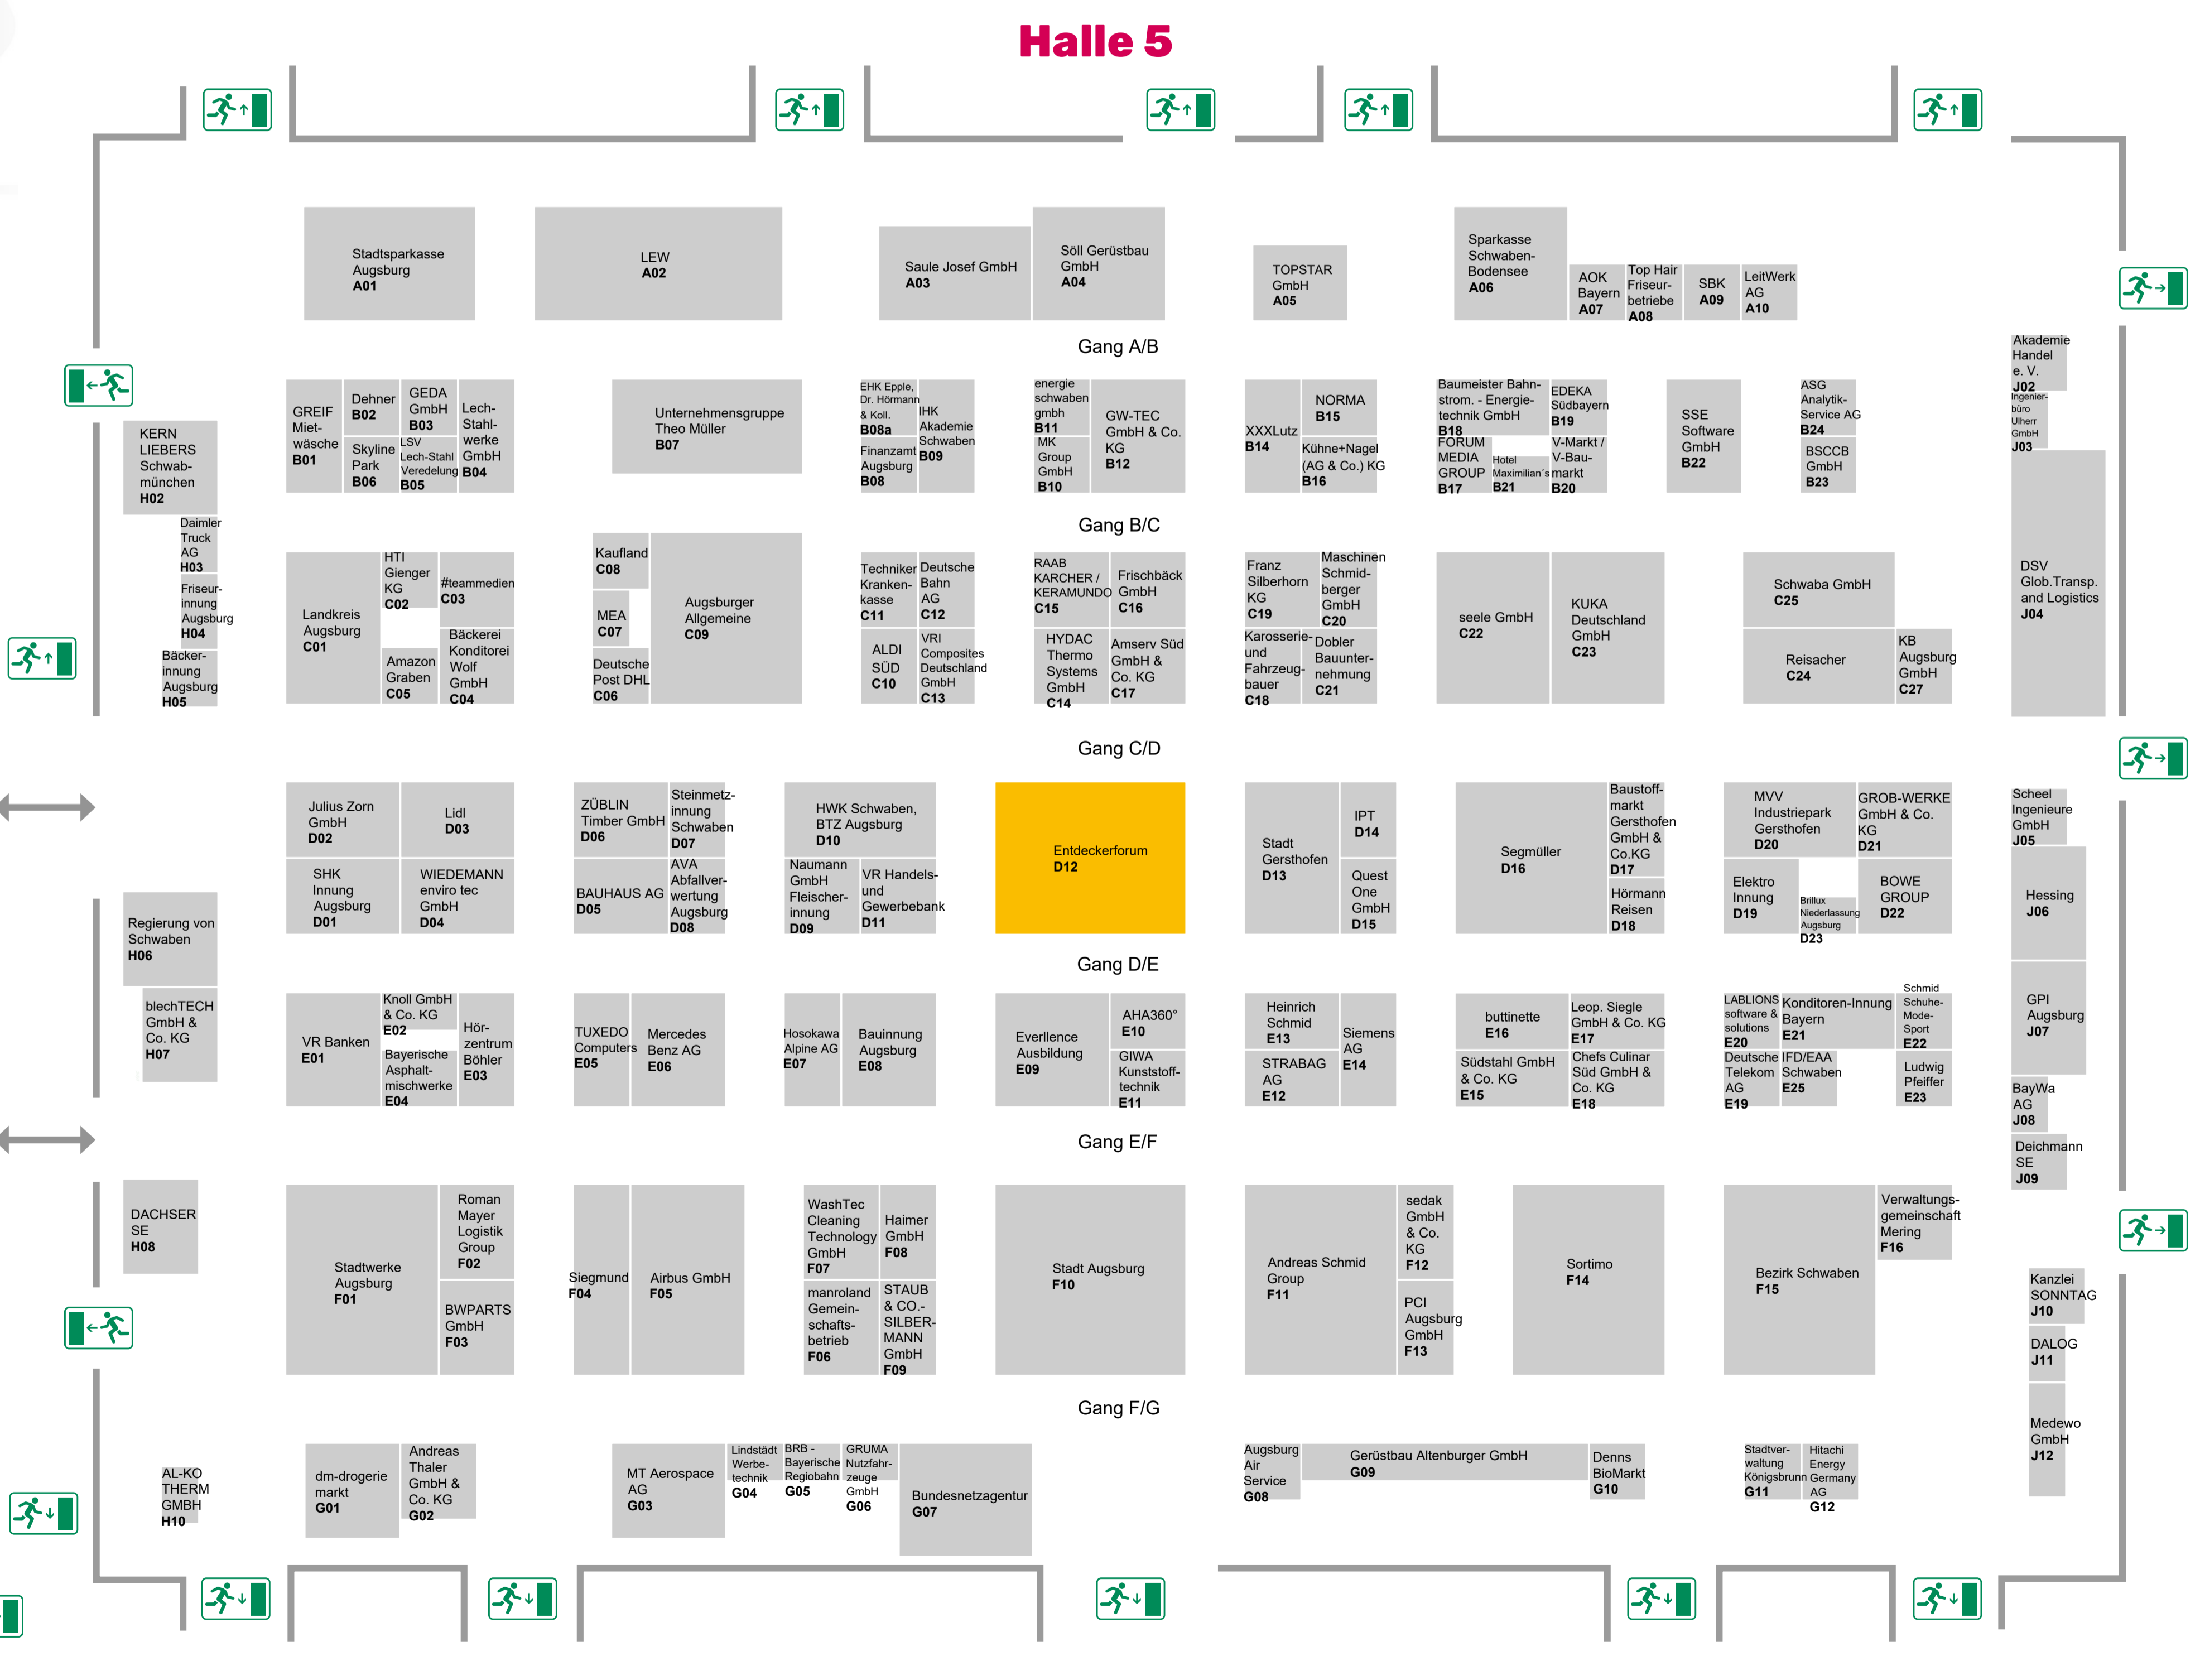 Halle 5
Stadtsparkasse
Augsburg
A01
LEW
A02
Saule Josef GmbH
A03
Söll Gerüstbau
GmbH
A04
TOPSTAR
GmbH
A05
Sparkasse
Schwaben-
Bodensee
A06
AOK
Bayern
A07
Top Hair
Friseur-
betriebe
A08
SBK
A09
LeitWerk
AG
A10
Gang A/B
GREIF
Miet-
wäsche
B01
Dehner
B02
GEDA
GmbH
B03
Lech-
Stahl-
werke
GmbH
B04
Skyline
Park
B06
LSV
Lech-Stahl
Veredelung
B05
Unternehmensgruppe
Theo Müller
B07
EHK Epple,
Dr. Hörmann
& Koll.
B08a
Finanzamt
Augsburg
B08
IHK
Akademie
Schwaben
B09
energie
schwaben
gmbh
B11
MK
Group
GmbH
B10
GW-TEC
GmbH & Co.
KG
B12
XXXLutz
B14
NORMA
B15
Kühne+Nagel
(AG & Co.) KG
B16
Baumeister Bahn-
strom. - Energie-
technik GmbH
B18
EDEKA
Südbayern
B19
FORUM
MEDIA
GROUP
B17
Hotel
Maximilian´s
B21
V-Markt /
V-Bau-
markt
B20
SSE
Software
GmbH
B22
ASG
Analytik-
Service AG
B24
BSCCB
GmbH
B23
Akademie
Handel
e. V.
J02
Ingenier-
büro
Ulherr
GmbH
J03
DSV
Glob.Transp.
and Logistics
J04
KERN
LIEBERS
Schwab-
münchen
H02
Daimler
Truck
AG
H03
Friseur-
innung
Augsburg
H04
Bäcker-
innung
Augsburg
H05
Gang B/C
Landkreis
Augsburg
C01
HTI
Gienger
KG
C02
#teammedien
C03
Amazon
Graben
C05
Bäckerei
Konditorei
Wolf
GmbH
C04
Kaufland
C08
MEA
C07
Deutsche
Post DHL
C06
Augsburger
Allgemeine
C09
Techniker
Kranken-
kasse
C11
Deutsche
Bahn
AG
C12
ALDI
SÜD
C10
VRI
Composites
Deutschland
GmbH
C13
RAAB
KARCHER /
KERAMUNDO
C15
Frischbäck
GmbH
C16
HYDAC
Thermo
Systems
GmbH
C14
Amserv Süd
GmbH &
Co. KG
C17
Franz
Silberhorn
KG
C19
Maschinen
Schmid-
berger
GmbH
C20
Karosserie-
und
Fahrzeug-
bauer
C18
Dobler
Bauunter-
nehmung
C21
seele GmbH
C22
KUKA
Deutschland
GmbH
C23
Schwaba GmbH
C25
Reisacher
C24
KB
Augsburg
GmbH
C27
Gang C/D
Julius Zorn
GmbH
D02
Lidl
D03
SHK
Innung
Augsburg
D01
WIEDEMANN
enviro tec
GmbH
D04
ZÜBLIN
Timber GmbH
D06
Steinmetz-
innung
Schwaben
D07
BAUHAUS AG
D05
AVA
Abfallver-
wertung
Augsburg
D08
HWK Schwaben,
BTZ Augsburg
D10
Naumann
GmbH
Fleischer-
innung
D09
VR Handels-
und
Gewerbebank
D11
Entdeckerforum
D12
Stadt
Gersthofen
D13
IPT
D14
Quest
One
GmbH
D15
Segmüller
D16
Baustoff-
markt
Gersthofen
GmbH &
Co.KG
D17
Hörmann
Reisen
D18
MVV
Industriepark
Gersthofen
D20
GROB-WERKE
GmbH & Co.
KG
D21
Elektro
Innung
D19
Brillux
Niederlassung
Augsburg
D23
BOWE
GROUP
D22
Scheel
Ingenieure
GmbH
J05
Hessing
J06
GPI
Augsburg
J07
BayWa
AG
J08
Deichmann
SE
J09
Regierung von
Schwaben
H06
blechTECH
GmbH &
Co. KG
H07
Gang D/E
VR Banken
E01
Knoll GmbH
& Co. KG
E02
Bayerische
Asphalt-
mischwerke
E04
Hör-
zentrum
Böhler
E03
TUXEDO
Computers
E05
Mercedes
Benz AG
E06
Hosokawa
Alpine AG
E07
Bauinnung
Augsburg
E08
Everllence
Ausbildung
E09
AHA360°
E10
GIWA
Kunststoff-
technik
E11
Heinrich
Schmid
E13
STRABAG
AG
E12
Siemens
AG
E14
buttinette
E16
Leop. Siegle
GmbH & Co. KG
E17
Südstahl GmbH
& Co. KG
E15
Chefs Culinar
Süd GmbH &
Co. KG
E18
LABLIONS
software &
solutions
E20
Konditoren-Innung
Bayern
E21
Schmid
Schuhe-
Mode-
Sport
E22
Deutsche
Telekom
AG
E19
IFD/EAA
Schwaben
E25
Ludwig
Pfeiffer
E23
Gang E/F
DACHSER
SE
H08
Stadtwerke
Augsburg
F01
Roman
Mayer
Logistik
Group
F02
BWPARTS
GmbH
F03
Siegmund
F04
Airbus GmbH
F05
WashTec
Cleaning
Technology
GmbH
F07
Haimer
GmbH
F08
manroland
Gemein-
schafts-
betrieb
F06
STAUB
& CO.-
SILBER-
MANN
GmbH
F09
Stadt Augsburg
F10
Andreas Schmid
Group
F11
sedak
GmbH
& Co.
KG
F12
PCI
Augsburg
GmbH
F13
Sortimo
F14
Bezirk Schwaben
F15
Verwaltungs-
gemeinschaft
Mering
F16
Kanzlei
SONNTAG
J10
DALOG
J11
Medewo
GmbH
J12
Gang F/G
AL-KO
THERM
GMBH
H10
dm-drogerie
markt
G01
Andreas
Thaler
GmbH &
Co. KG
G02
MT Aerospace
AG
G03
Lindstädt
Werbe-
technik
G04
BRB -
Bayerische
Regiobahn
G05
GRUMA
Nutzfahr-
zeuge
GmbH
G06
Bundesnetzagentur
G07
Augsburg
Air
Service
G08
Gerüstbau Altenburger GmbH
G09
Denns
BioMarkt
G10
Stadtver-
waltung
Königsbrunn
G11
Hitachi
Energy
Germany
AG
G12